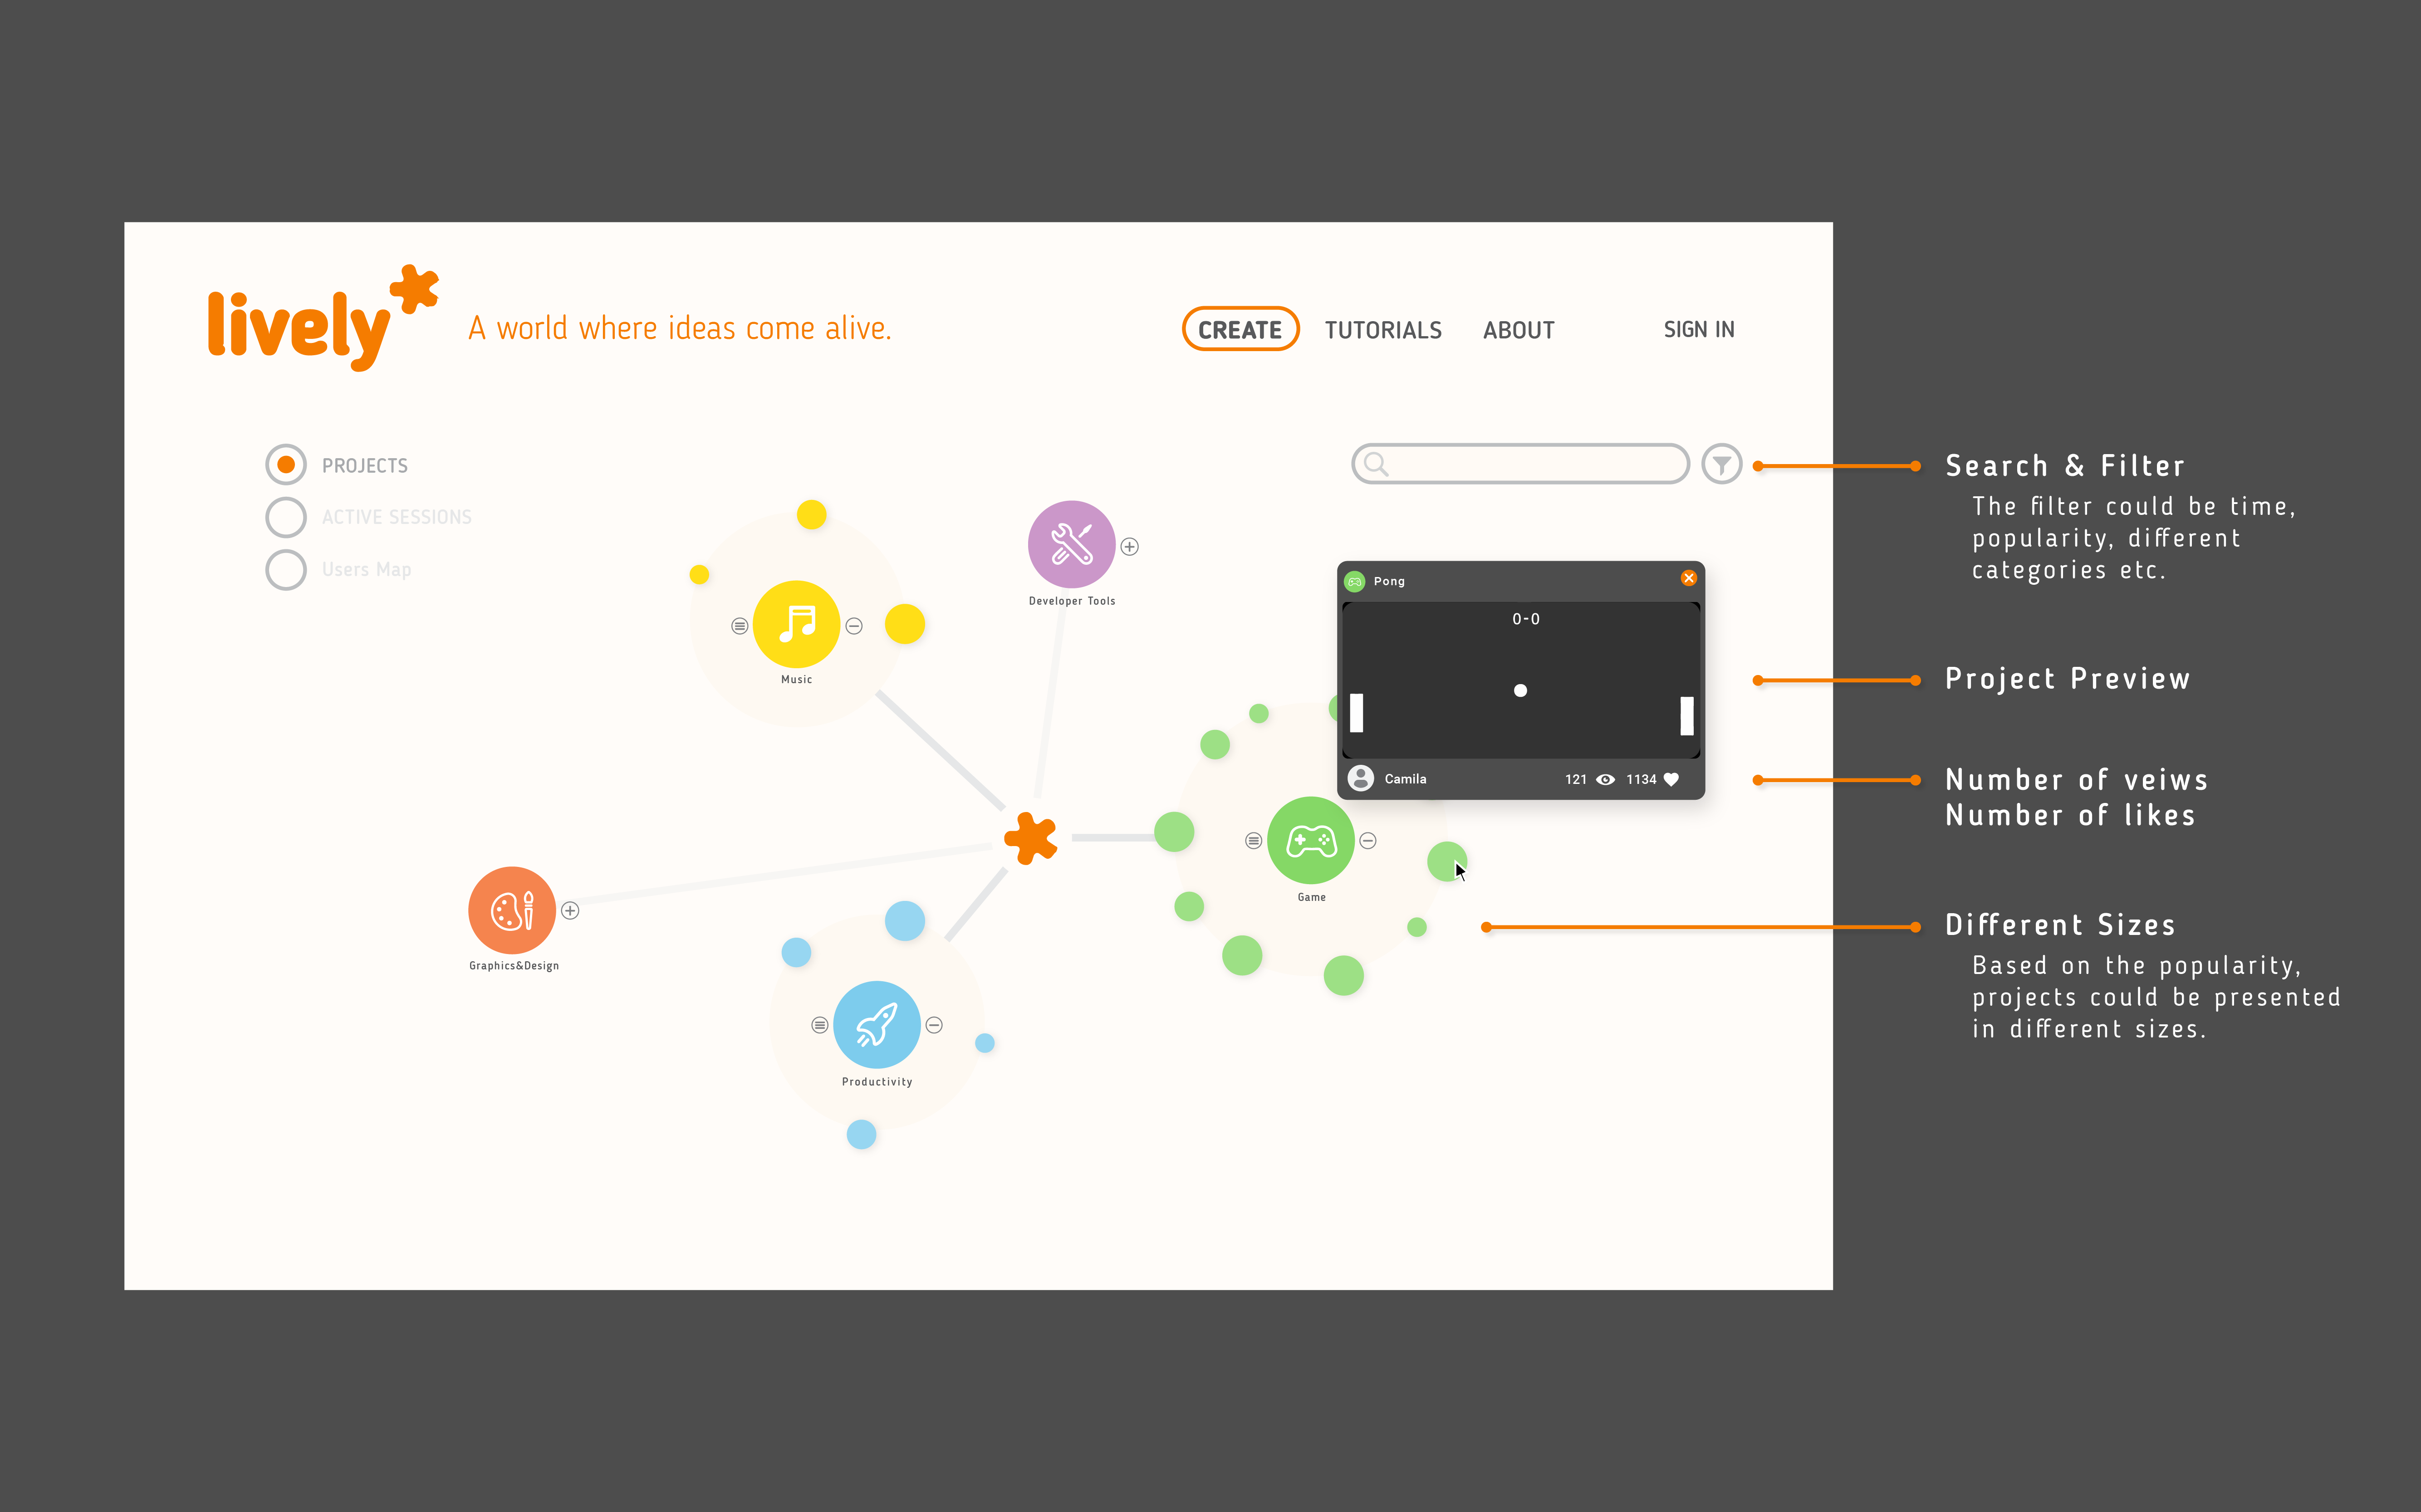 lively
A world where ideas come alive.
CREATE
TUTORIALS
ABOUT
SIGN IN
PROJECTS
ACTIVE SESSIONS
Users Map
Search & Filter
The filter could be time,
popularity, different
categories etc.
Developer Tools
Music
Pong
0-0
Camila
121
1134
Project Preview
Number of veiws
Number of likes
Game
Different Sizes
Based on the popularity,
projects could be presented
in different sizes.
Graphics&Design
Productivity